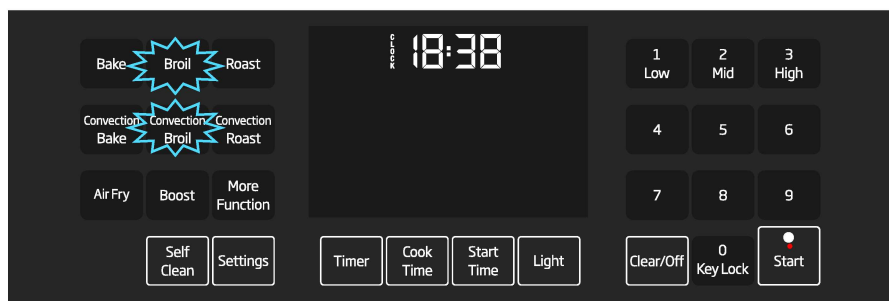 CLOCK 18:38
Bake Broil Roast
1 2 3
Low Mid High
Convection Convection Convection
Bake Broil Roast
4 5 6
Air Fry Boost More
Function
7 8 9
Self
Clean Settings Timer Cook
Time Start
Time Light Clear/Off 0
Key Lock Start